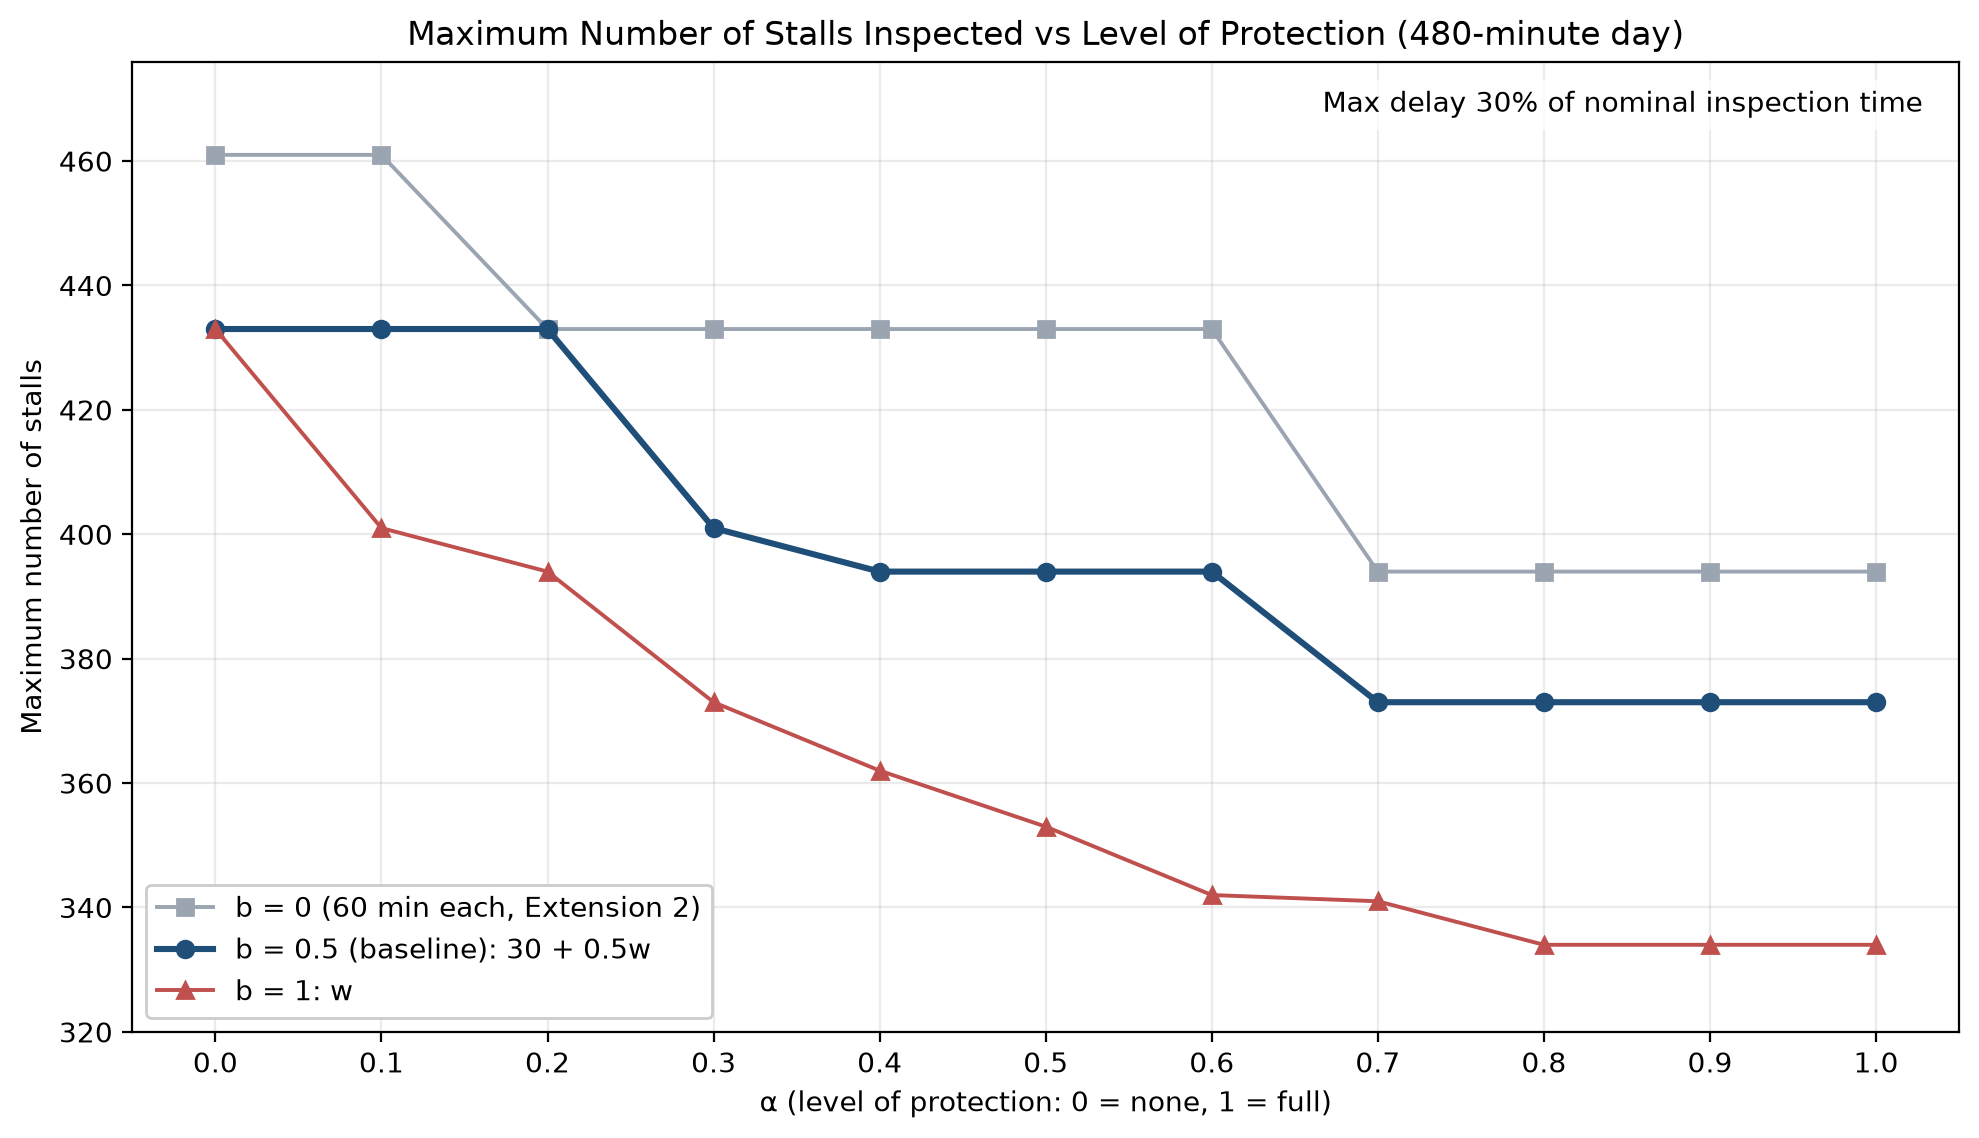 Maximum Number of Stalls Inspected vs Level of Protection (480-minute day)
Max delay 30% of nominal inspection time
Maximum number of stalls
460
440
420
400
380
360
340
320
b = 0 (60 min each, Extension 2)
b = 0.5 (baseline): 30 + 0.5w
b = 1: w
0.0 0.1 0.2 0.3 0.4 0.5 0.6 0.7 0.8 0.9 1.0
α (level of protection: 0 = none, 1 = full)